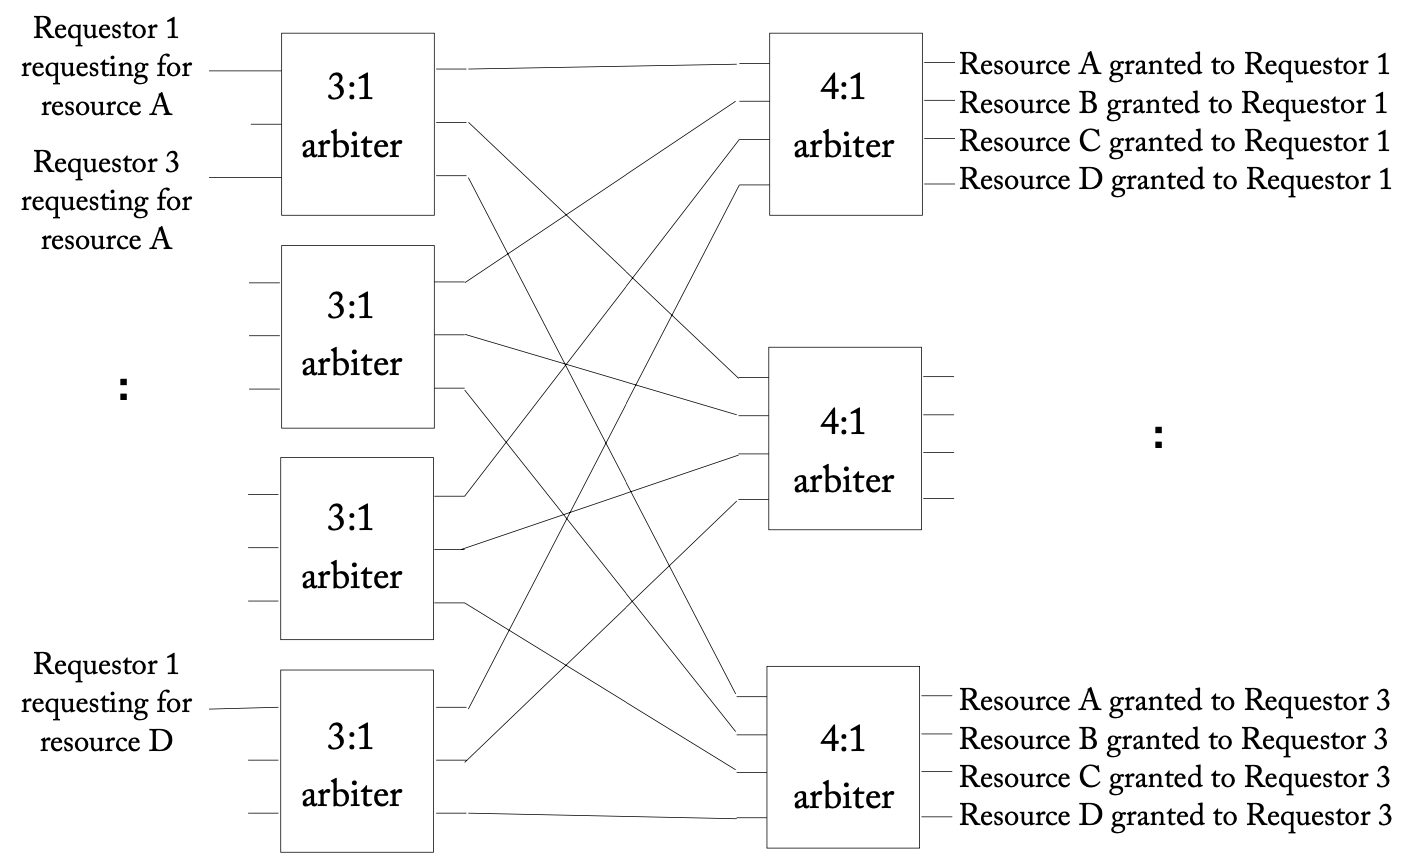 Requestor 1
requesting for
resource A
Requestor 3
requesting for
resource A
:
Requestor 1
requesting for
resource D
3:1
arbiter
3:1
arbiter
3:1
arbiter
3:1
arbiter
4:1
arbiter
4:1
arbiter
4:1
arbiter
Resource A granted to Requestor 1
Resource B granted to Requestor 1
Resource C granted to Requestor 1
Resource D granted to Requestor 1
:
Resource A granted to Requestor 3
Resource B granted to Requestor 3
Resource C granted to Requestor 3
Resource D granted to Requestor 3